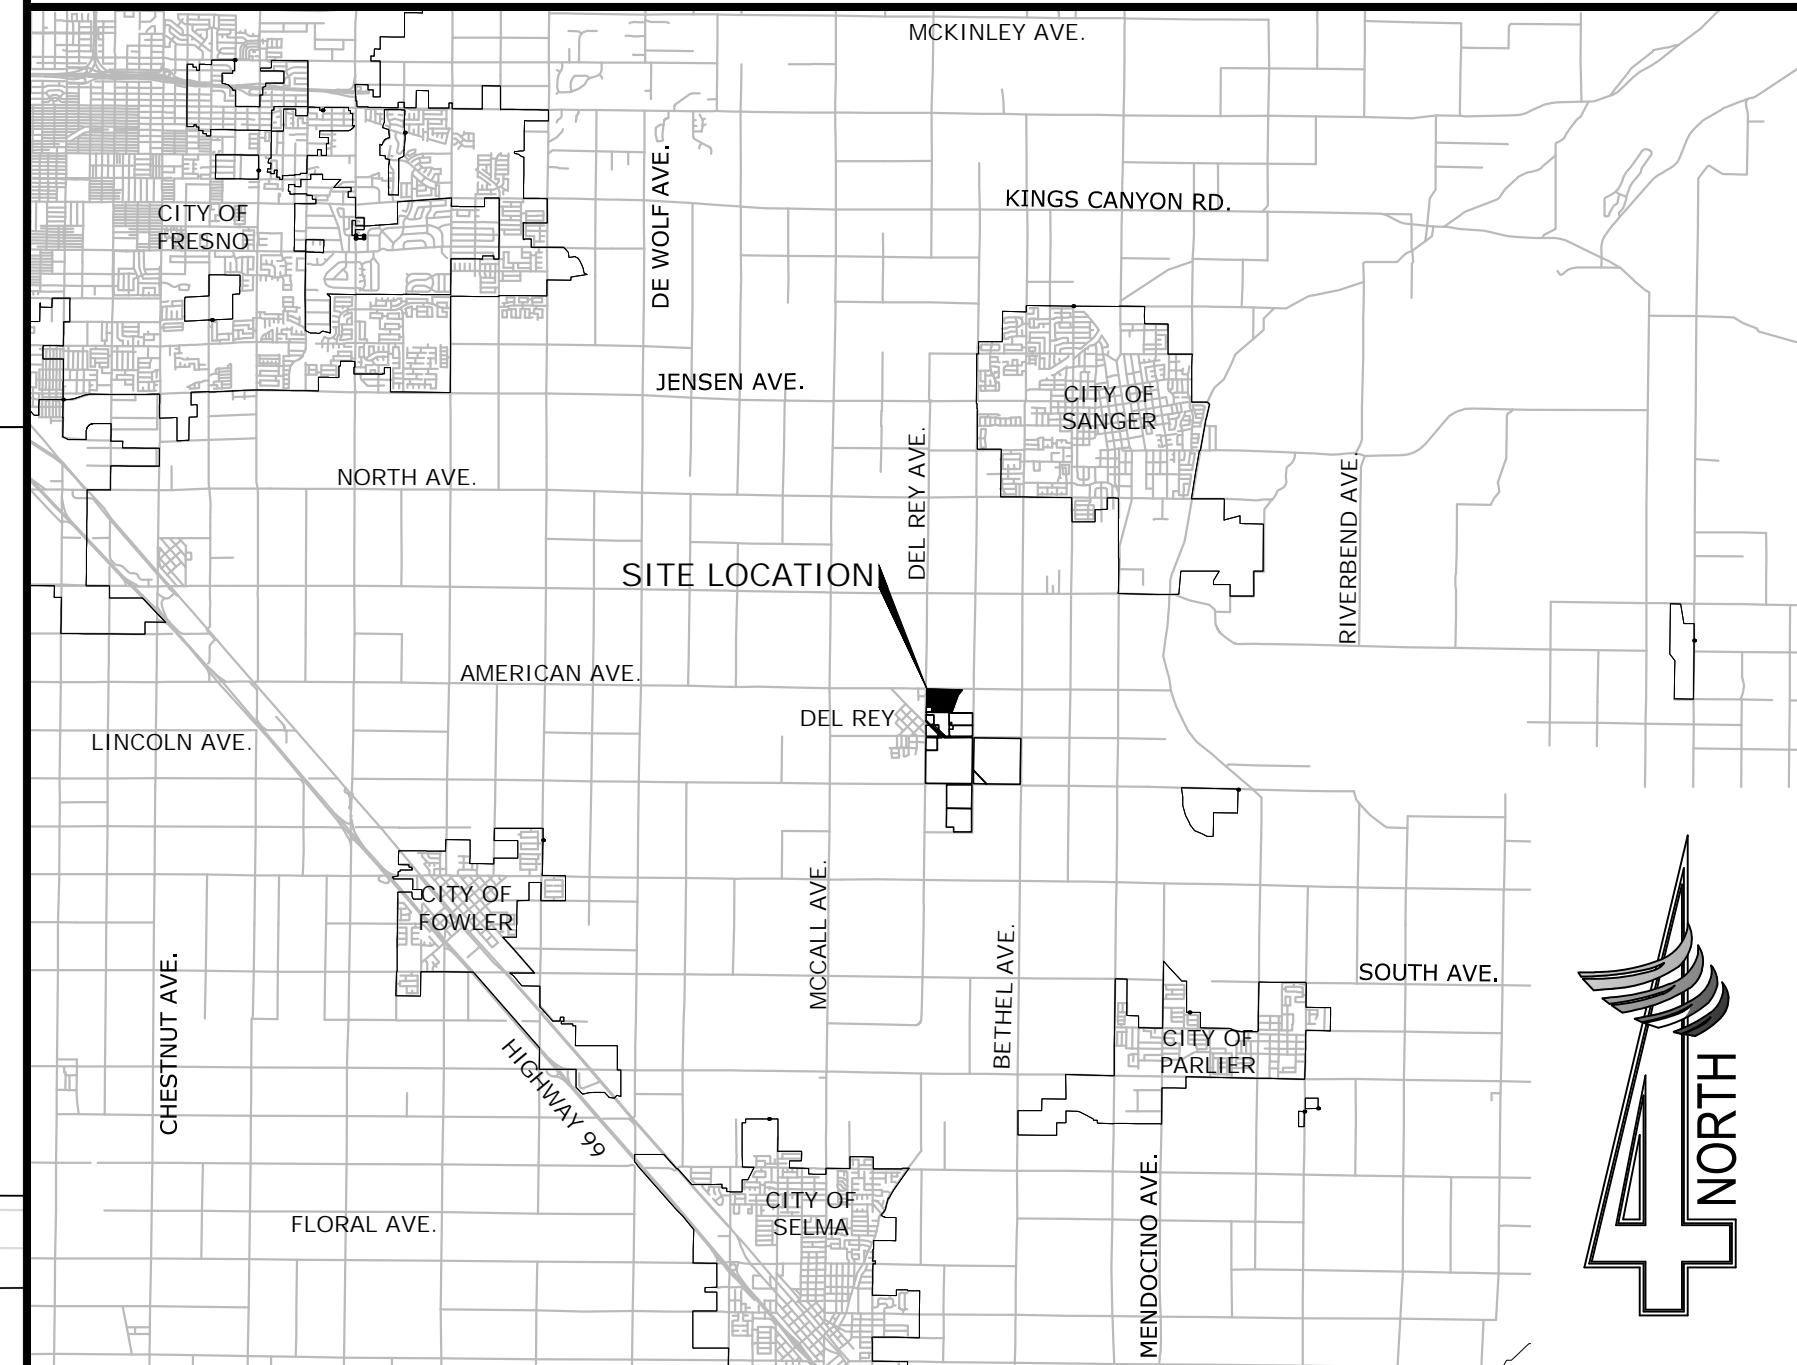 MCKINLEY AVE.
KINGS CANYON RD.
CITY OF
FRESNO
DE WOLF AVE.
JENSEN AVE.
CITY OF
SANGER
NORTH AVE.
DEL REY AVE.
RIVERBEND AVE.
SITE LOCATION
AMERICAN AVE.
DEL REY
LINCOLN AVE.
CITY OF
FOWLER
MCCALL AVE.
BETHEL AVE.
SOUTH AVE.
CHESTNUT AVE.
HIGHWAY 99
CITY OF
PARLIER
NORTH
MENDOCINO AVE.
CITY OF
SELMA
FLORAL AVE.